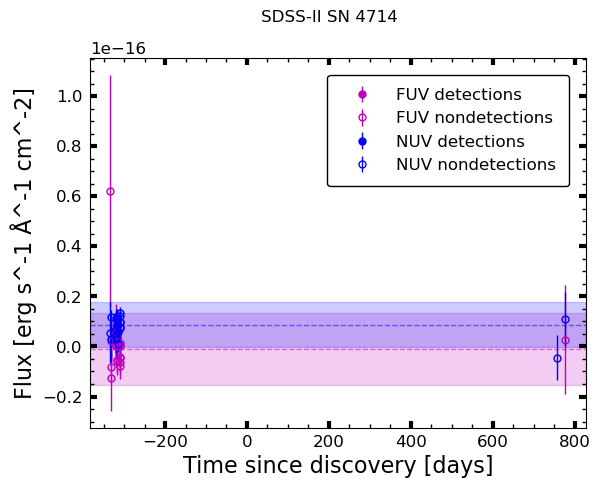 SDSS-II SN 4714
1e−16
FUV detections
FUV nondetections
NUV detections
NUV nondetections
1.0
0.8
0.6
0.4
0.2
0.0
−0.2
Flux [erg s^-1 Å^-1 cm^-2]
−200 0 200 400 600 800
Time since discovery [days]